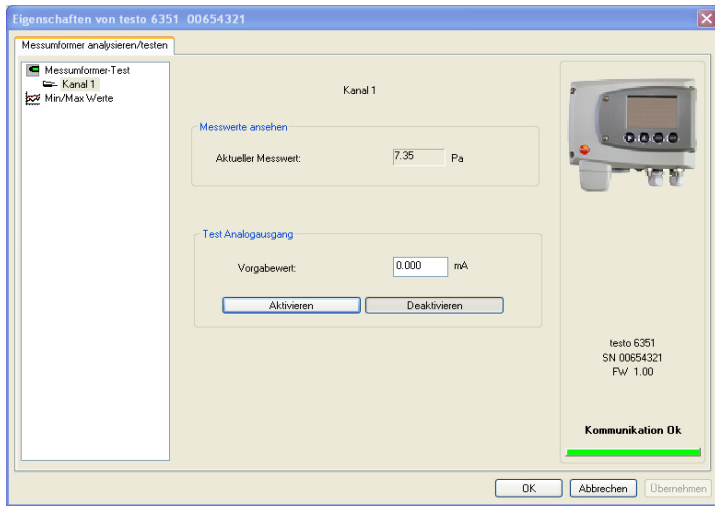 Eigenschaften von testo 6351 00654321
Messumformer analysieren/testen
Messumformer-Test
Kanal 1
Min/Max Werte
Kanal 1
Messwerte ansehen
Aktueller Messwert: 7.35 Pa
Test Analogausgang
Vorgabewert: 0.000 mA
Aktivieren Deaktivieren
testo 6351
SN 00654321
FW 1.00
Kommunikation Ok
OK Abbrechen Übernehmen